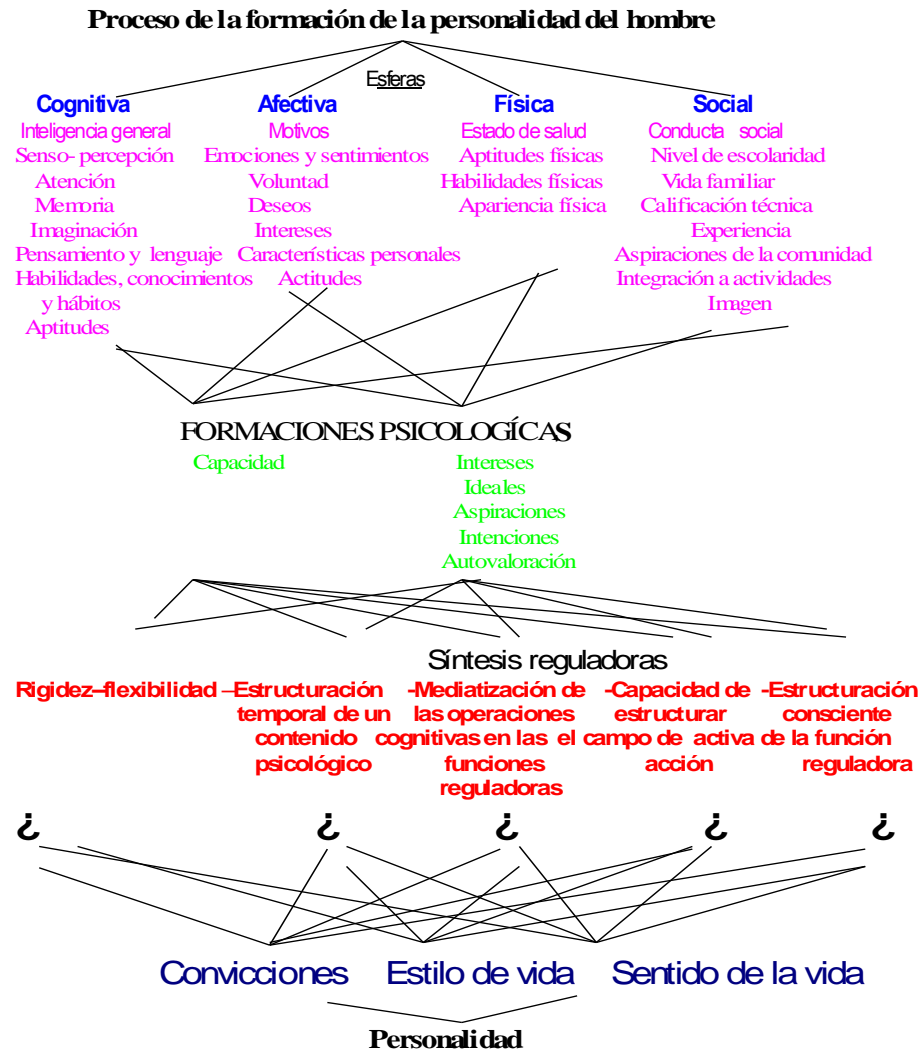 Proceso de la formación de la personalidad del hombre
Esferas
Cognitiva
Inteligencia general
Senso- percepción
Atención
Memoria
Imaginación
Pensamiento y lenguaje
Habilidades, conocimientos
y hábitos
Aptitudes
Afectiva
Motivos
Emociones y sentimientos
Voluntad
Deseos
Intereses
Características personales
Actitudes
Física
Estado de salud
Aptitudes físicas
Habilidades físicas
Apariencia física
Social
Conducta social
Nivel de escolaridad
Vida familiar
Calificación técnica
Experiencia
Aspiraciones de la comunidad
Integración a actividades
Imagen
FORMACIONES PSICOLOGÍCAS
Capacidad
Intereses
Ideales
Aspiraciones
Intenciones
Autovaloración
Síntesis reguladoras
Rigidez–flexibilidad –Estructuración -Mediatización de -Capacidad de -Estructuración
temporal de un las operaciones estructurar consciente
contenido cognitivas en las el campo de activa de la función
psicológico funciones acción reguladora
reguladoras
¿ ¿ ¿ ¿ ¿
Convicciones Estilo de vida Sentido de la vida
Personalidad